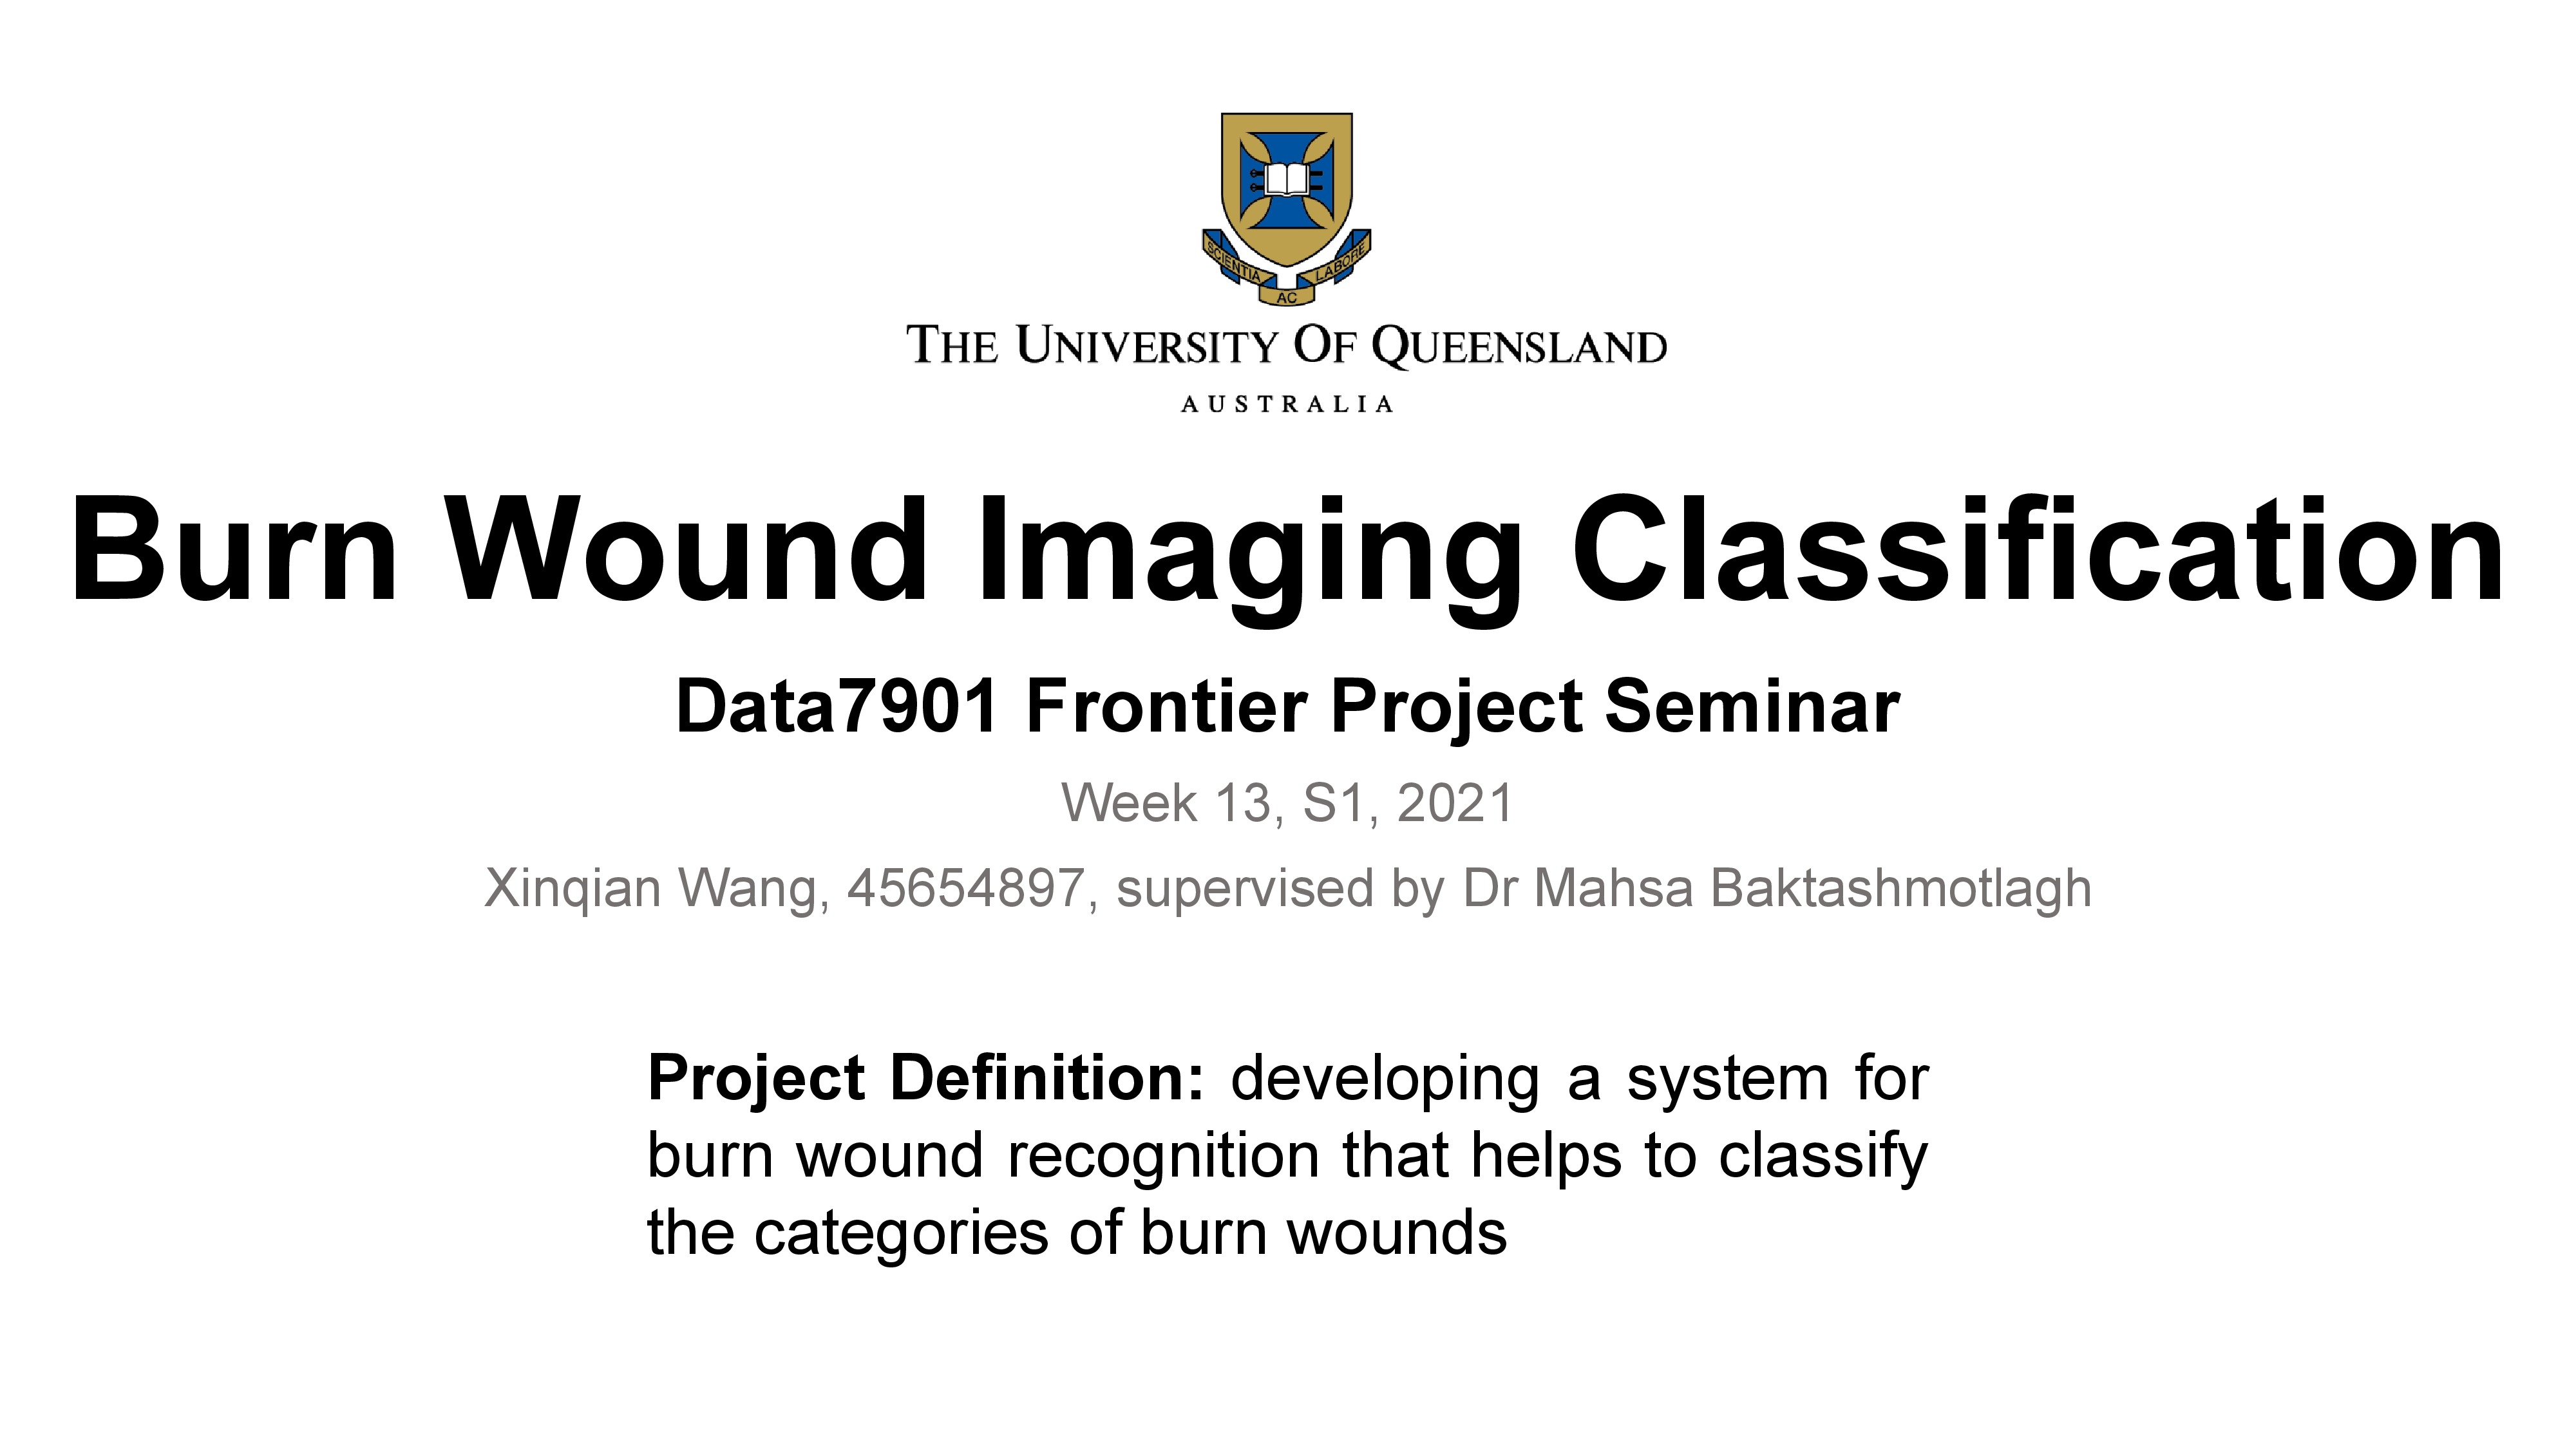 SCIENTIA AC LABORE
THE UNIVERSITY OF QUEENSLAND
AUSTRALIA
Burn Wound Imaging Classification
Data7901 Frontier Project Seminar
Week 13, S1, 2021
Xinqian Wang, 45654897, supervised by Dr Mahsa Baktashmotlagh
Project Definition: developing a system for
burn wound recognition that helps to classify
the categories of burn wounds